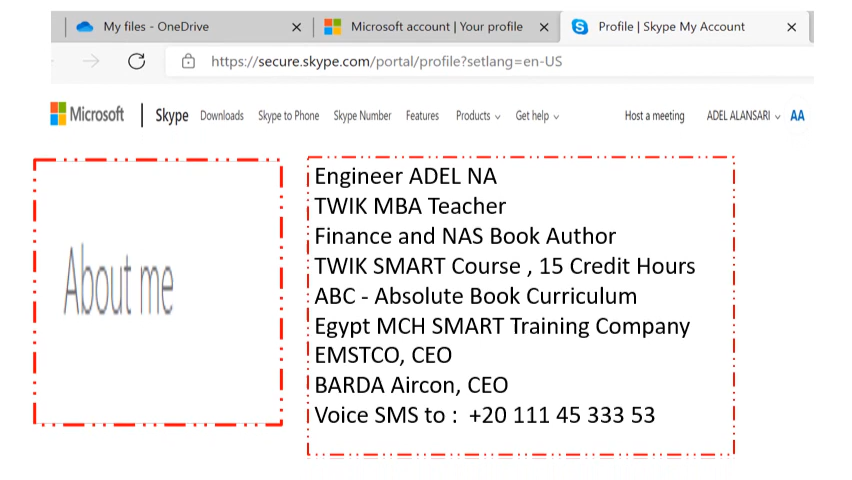 My files - OneDrive
Microsoft account | Your profile
Profile | Skype My Account
https://secure.skype.com/portal/profile?setlang=en-US
Microsoft | Skype Downloads Skype to Phone Skype Number Features Products Get help Host a meeting ADEL ALANSARI AA
About me
Engineer ADEL NA
TWIK MBA Teacher
Finance and NAS Book Author
TWIK SMART Course , 15 Credit Hours
ABC - Absolute Book Curriculum
Egypt MCH SMART Training Company
EMSTCO, CEO
BARDA Aircon, CEO
Voice SMS to : +20 111 45 333 53